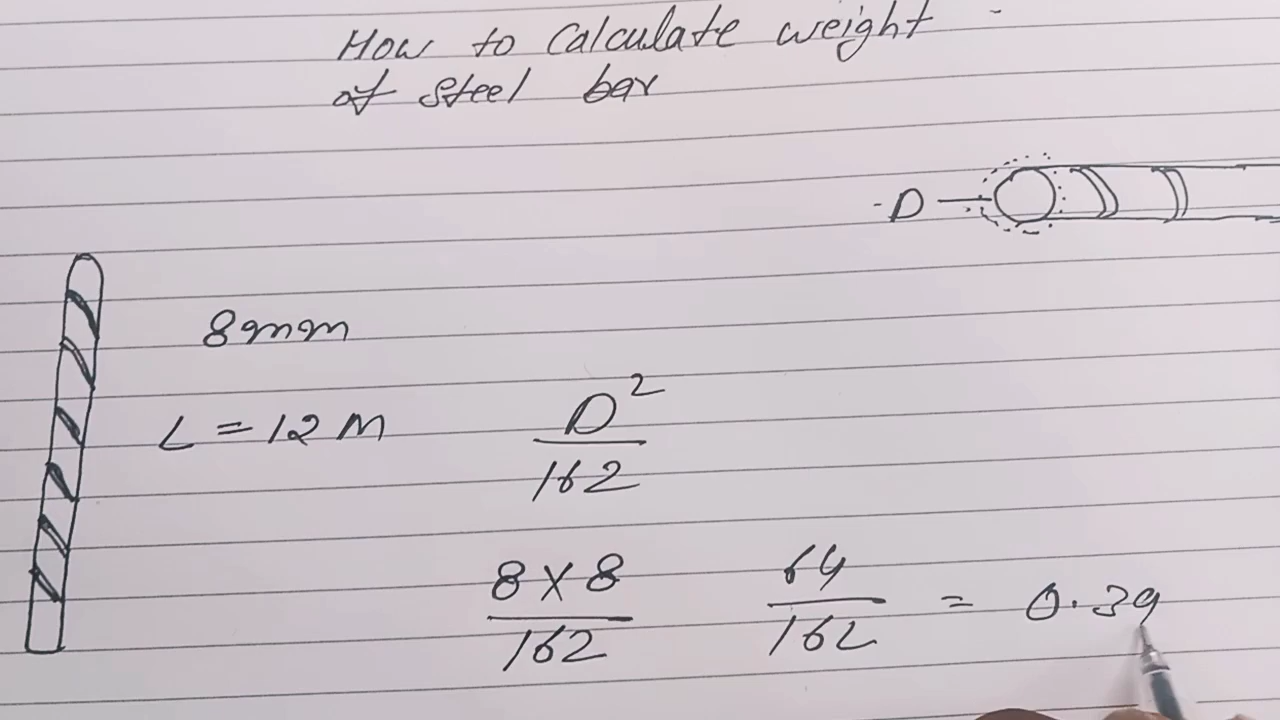 How to Calculate weight
of steel bar
D
8mm
L = 12 M
D²
162
8 X 8
162
64
162
= 0.39